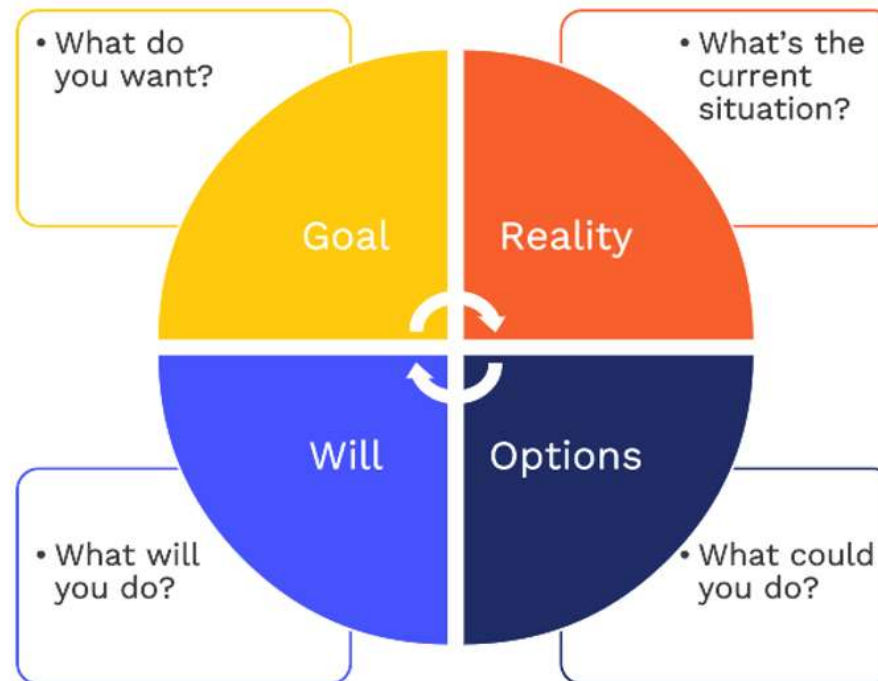 • What do
you want?
• What's the
current
situation?
Goal
Reality
Will
Options
• What will
you do?
• What could
you do?